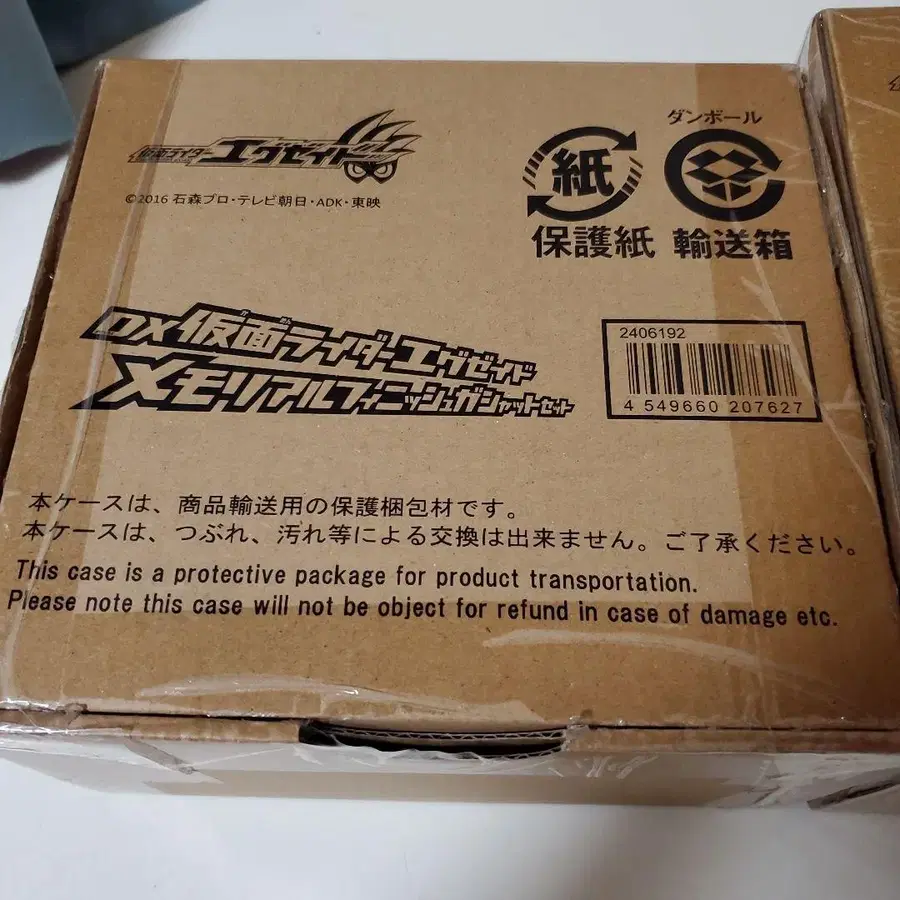 仮面ライダーエグゼイド
©2016 石森プロ・テレビ朝日・ADK・東映
紙
保護紙
ダンボール
輸送箱
DX仮面ライダーエグゼイド
メモリアルフィニッシュガシャットセット
2406192
4 549660 207627
本ケースは、商品輸送用の保護梱包材です。
本ケースは、つぶれ、汚れ等による交換は出来ません。ご了承ください。
This case is a protective package for product transportation.
Please note this case will not be object for refund in case of damage etc.